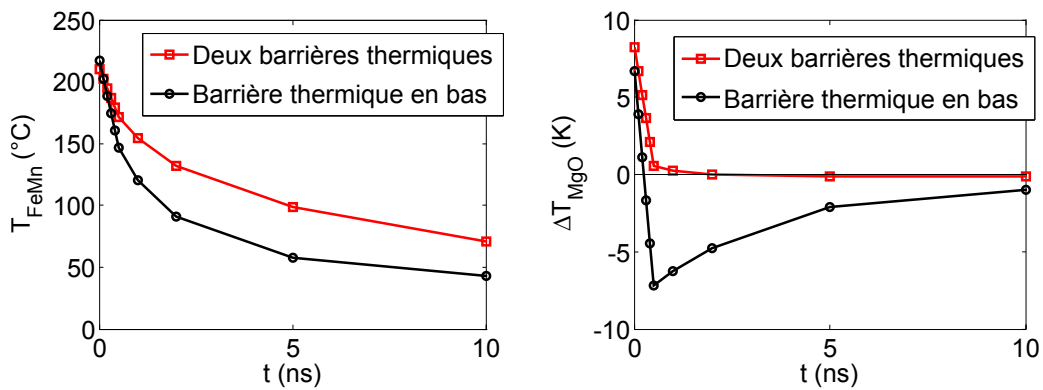 250
200
150
100
50
0
T_FeMn (°C)
Deux barrières thermiques
Barrière thermique en bas
0
5
10
t (ns)
10
5
0
-5
-10
ΔT_MgO (K)
Deux barrières thermiques
Barrière thermique en bas
0
5
10
t (ns)